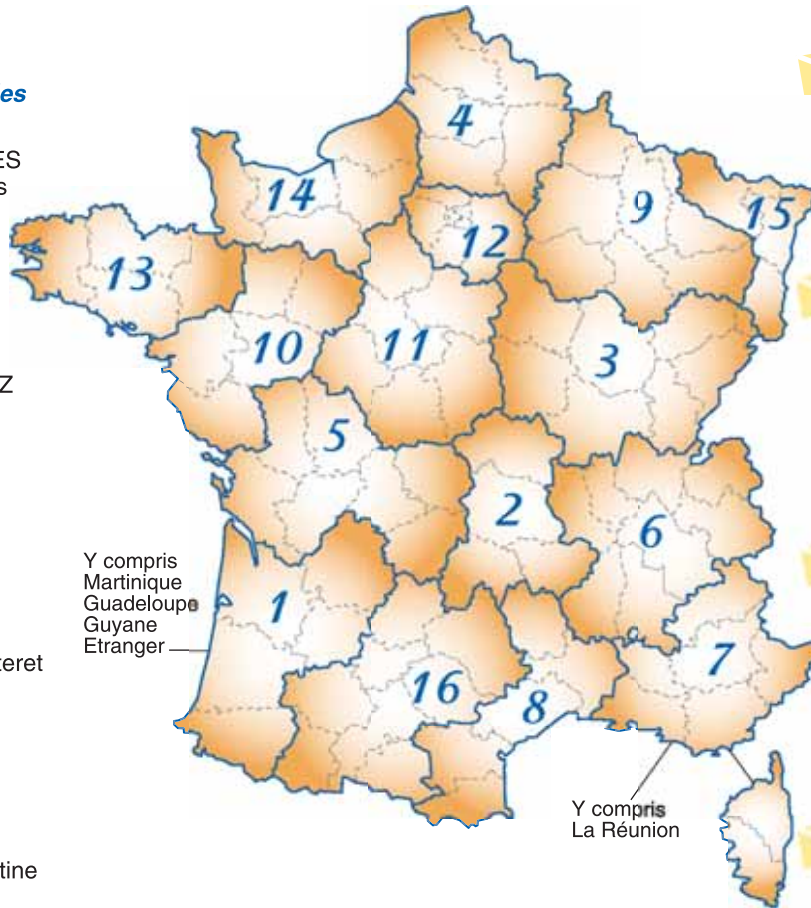 es
ES
s
4
14
9
15
12
13
10
11
3
Z
5
2
6
Y compris
Martinique
Guadeloupe
Guyane
Etranger
1
7
teret
16
8
Y compris
La Réunion
tine